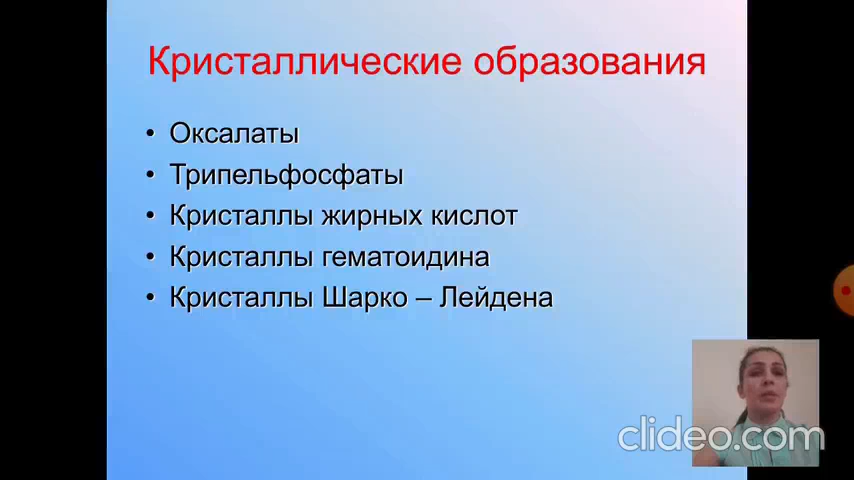 Кристаллические образования
• Оксалаты
• Трипельфосфаты
• Кристаллы жирных кислот
• Кристаллы гематоидина
• Кристаллы Шарко – Лейдена
clideo.com